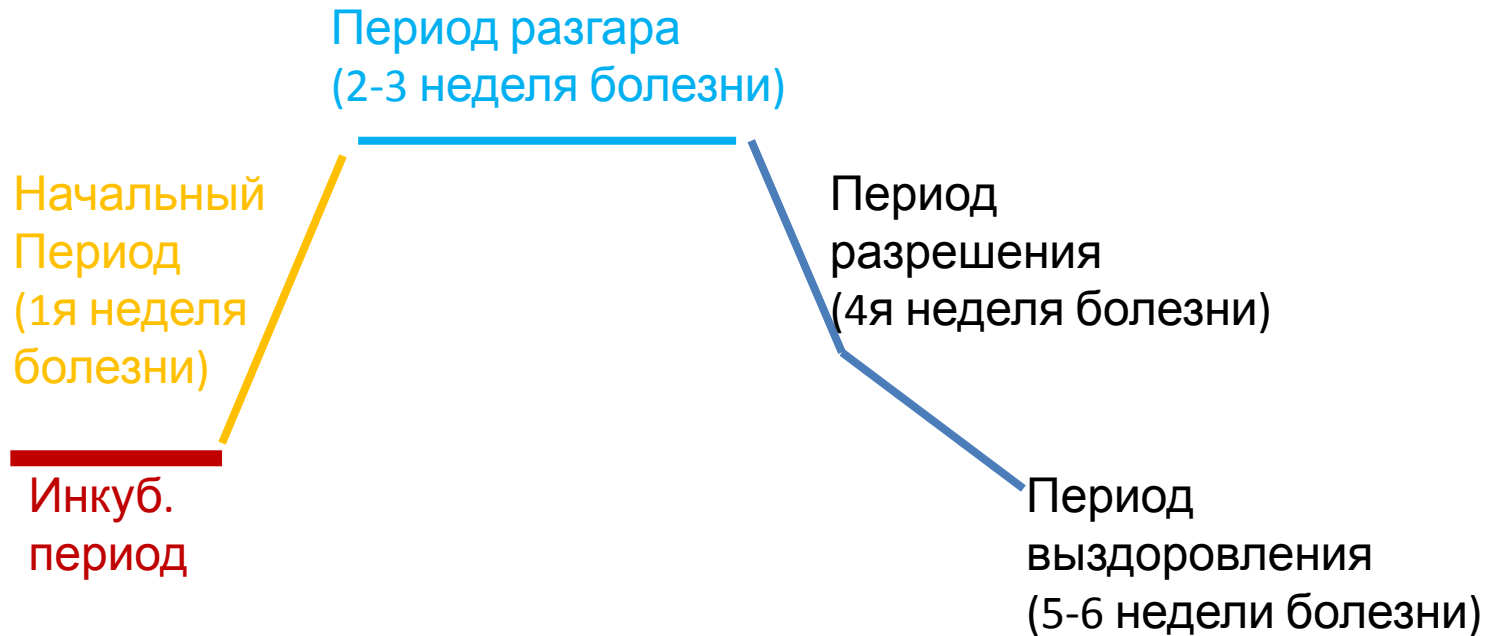 Период разгара
(2-3 неделя болезни)
Начальный
Период
(1я неделя
болезни)
Период
разрешения
(4я неделя болезни)
Инкуб.
период
Период
выздоровления
(5-6 недели болезни)